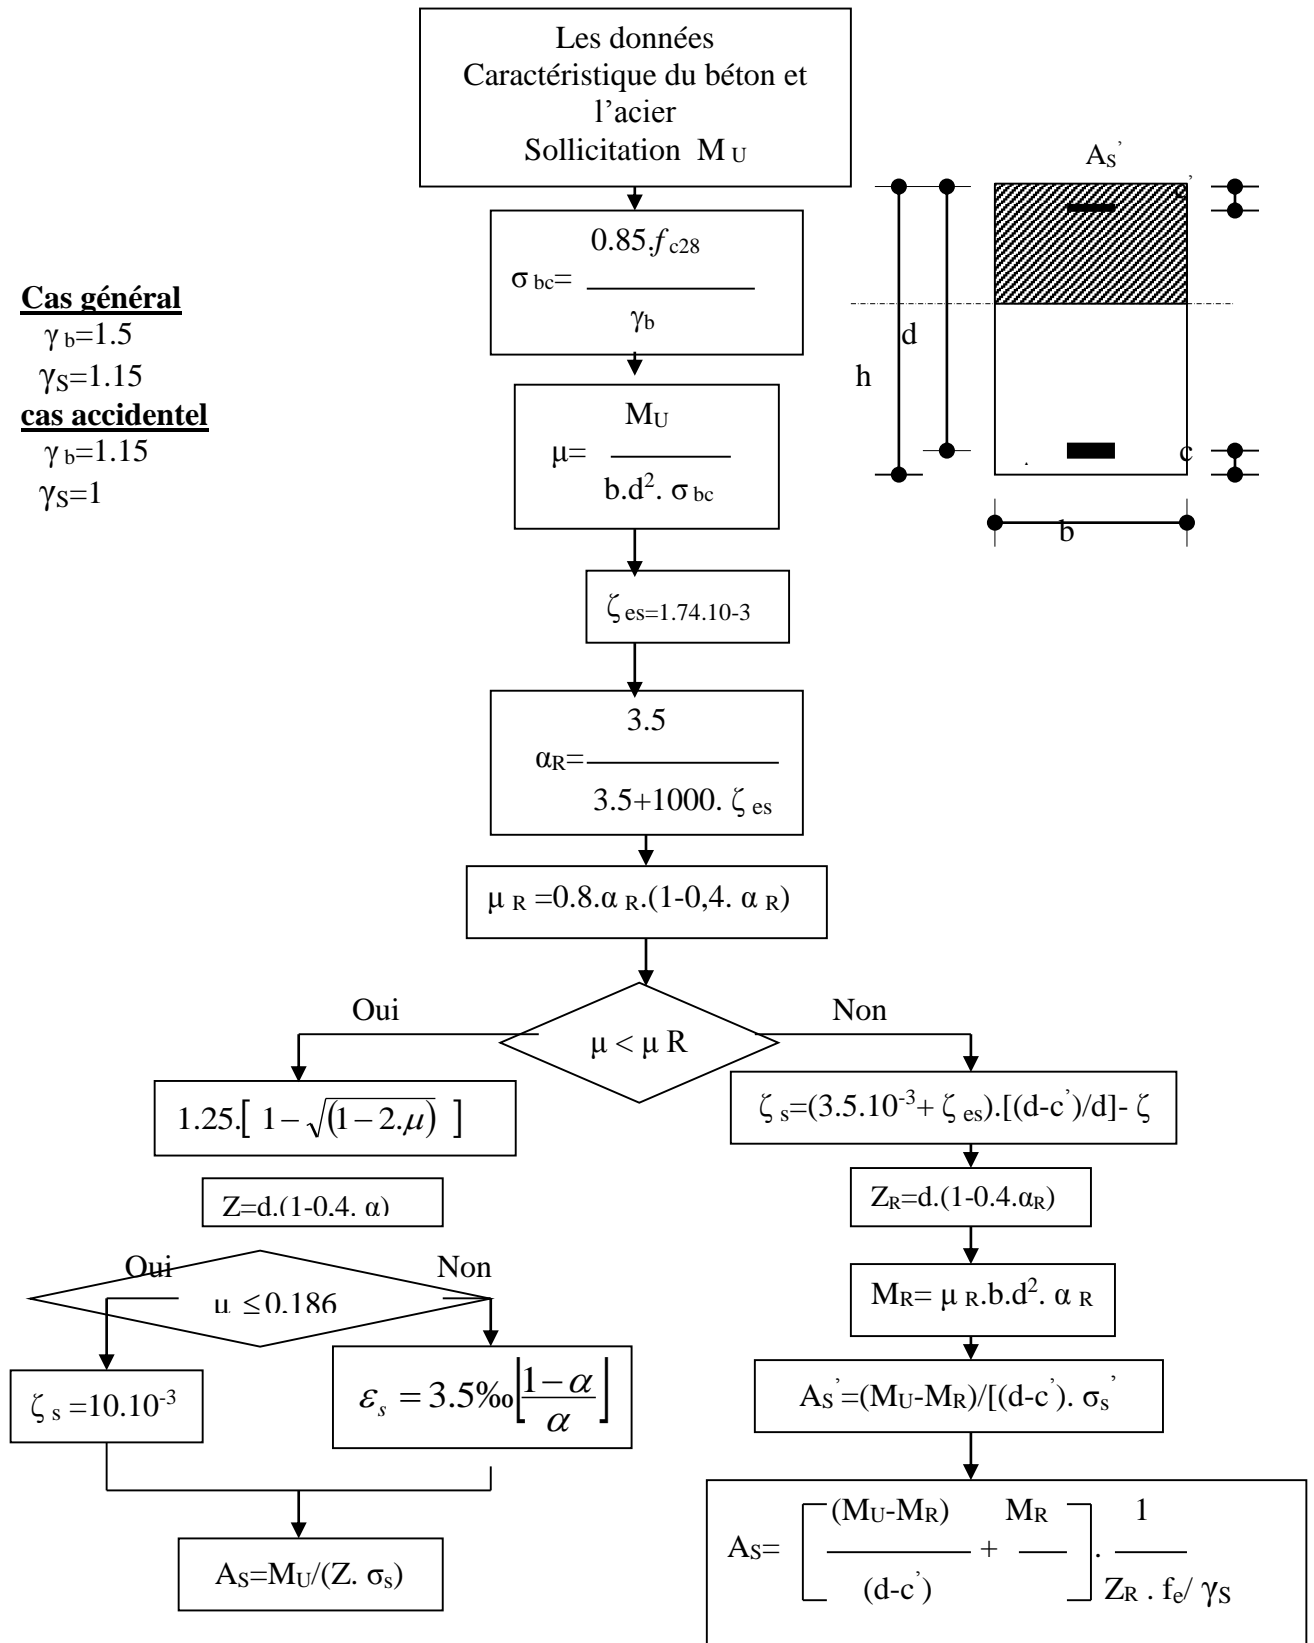 Les données
Caractéristique du béton et
l'acier
Sollicitation M U
As'
c'
0.85.f c28
σ bc=
γb
Cas général
γ b=1.5
γS=1.15
cas accidentel
γ b=1.15
γS=1
d
h
c
b
MU
μ=
b.d². σ bc
ζ es=1.74.10-3
3.5
αR=
3.5+1000. ζ es
μ R =0.8.α R.(1-0,4. α R)
Oui
Non
μ < μ R
1.25.[ 1-√(1-2.μ) ]
ζ s=(3.5.10⁻³+ ζ es).[(d-c')/d]- ζ
Z=d.(1-0.4. α)
ZR=d.(1-0.4.αR)
Oui
Non
μ ≤0.186
MR= μ R.b.d². α R
ζ s =10.10⁻³
εs = 3.5‰[1-α/α]
AS'=(MU-MR)/[(d-c'). σs'
AS=MU/(Z. σs)
(MU-MR) MR 1
AS= [ + ] .
(d-c') ZR . fe/ γS